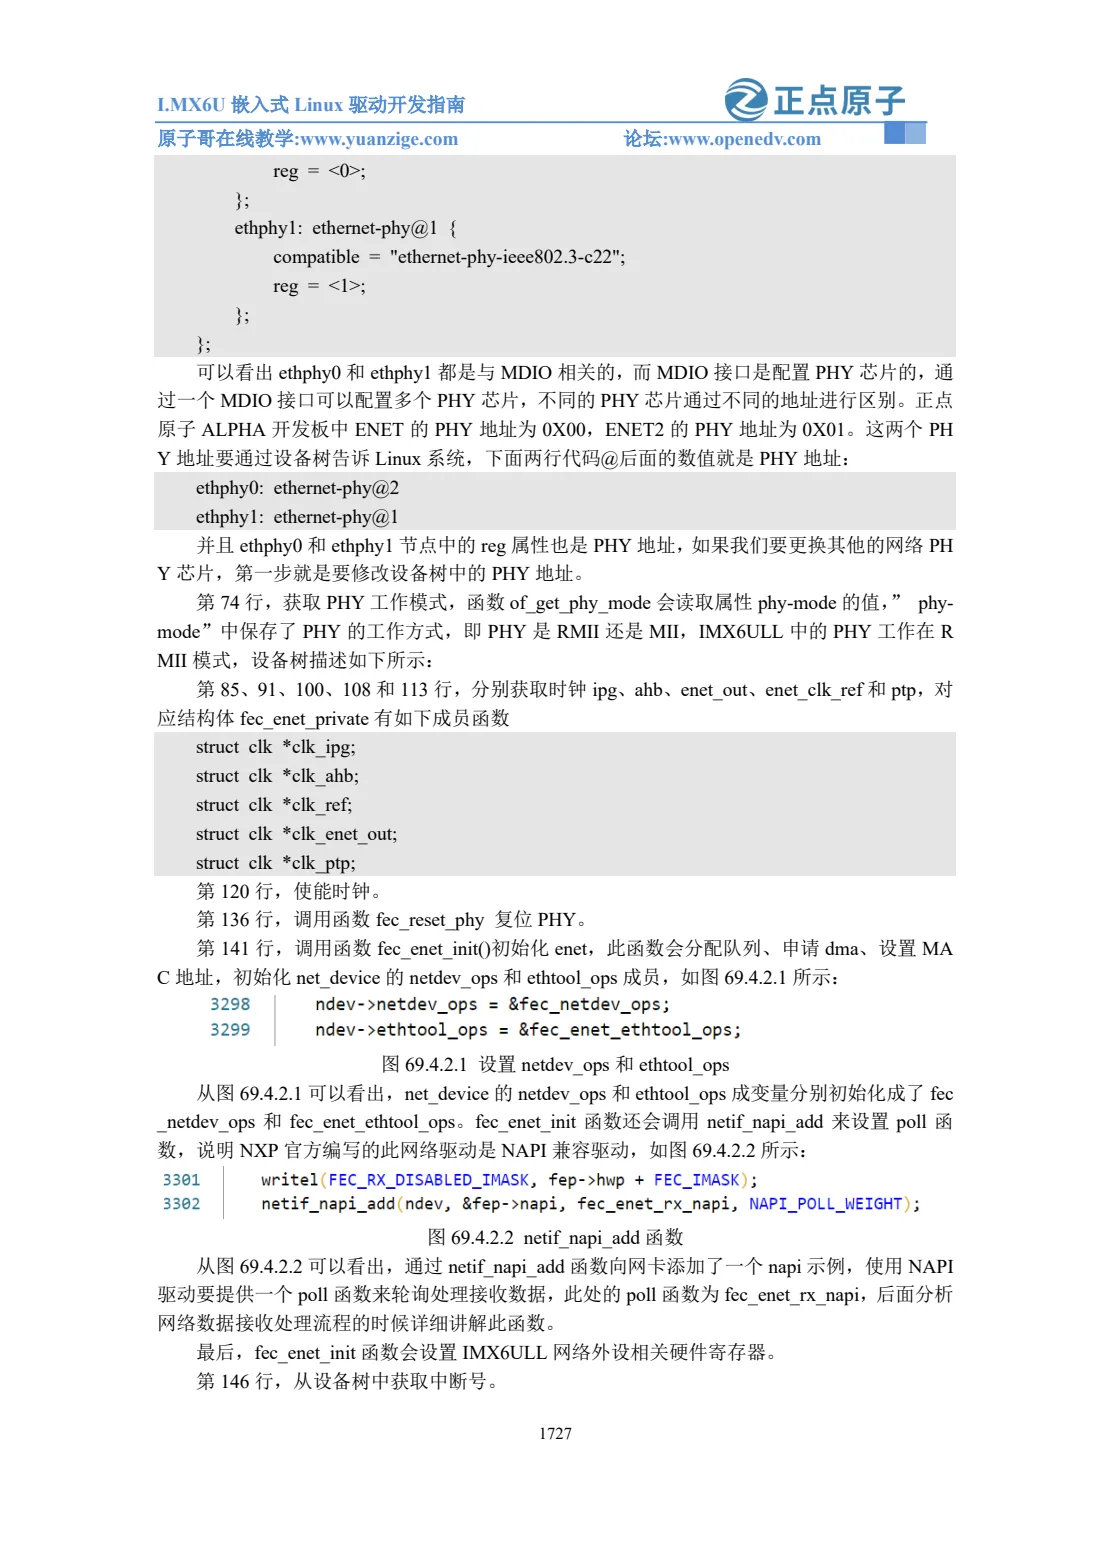 I.MX6U 嵌入式 Linux 驱动开发指南
正点原子
原子哥在线教学:www.yuanzige.com 论坛:www.openedv.com
reg = <0>;
};
ethphy1: ethernet-phy@1 {
compatible = "ethernet-phy-ieee802.3-c22";
reg = <1>;
};
};
可以看出 ethphy0 和 ethphy1 都是与 MDIO 相关的，而 MDIO 接口是配置 PHY 芯片的，通
过一个 MDIO 接口可以配置多个 PHY 芯片，不同的 PHY 芯片通过不同的地址进行区别。正点
原子 ALPHA 开发板中 ENET 的 PHY 地址为 0X00，ENET2 的 PHY 地址为 0X01。这两个 PH
Y 地址要通过设备树告诉 Linux 系统，下面两行代码@后面的数值就是 PHY 地址：
ethphy0: ethernet-phy@2
ethphy1: ethernet-phy@1
并且 ethphy0 和 ethphy1 节点中的 reg 属性也是 PHY 地址，如果我们要更换其他的网络 PH
Y 芯片，第一步就是要修改设备树中的 PHY 地址。
第 74 行，获取 PHY 工作模式，函数 of_get_phy_mode 会读取属性 phy-mode 的值，” phy-
mode”中保存了 PHY 的工作方式，即 PHY 是 RMII 还是 MII，IMX6ULL 中的 PHY 工作在 R
MII 模式，设备树描述如下所示：
第 85、91、100、108 和 113 行，分别获取时钟 ipg、ahb、enet_out、enet_clk_ref 和 ptp，对
应结构体 fec_enet_private 有如下成员函数
struct clk *clk_ipg;
struct clk *clk_ahb;
struct clk *clk_ref;
struct clk *clk_enet_out;
struct clk *clk_ptp;
第 120 行，使能时钟。
第 136 行，调用函数 fec_reset_phy 复位 PHY。
第 141 行，调用函数 fec_enet_init()初始化 enet，此函数会分配队列、申请 dma、设置 MA
C 地址，初始化 net_device 的 netdev_ops 和 ethtool_ops 成员，如图 69.4.2.1 所示：
3298 ndev->netdev_ops = &fec_netdev_ops;
3299 ndev->ethtool_ops = &fec_enet_ethtool_ops;
图 69.4.2.1 设置 netdev_ops 和 ethtool_ops
从图 69.4.2.1 可以看出，net_device 的 netdev_ops 和 ethtool_ops 成变量分别初始化成了 fec
_netdev_ops 和 fec_enet_ethtool_ops。fec_enet_init 函数还会调用 netif_napi_add 来设置 poll 函
数，说明 NXP 官方编写的此网络驱动是 NAPI 兼容驱动，如图 69.4.2.2 所示：
3301 writel(FEC_RX_DISABLED_IMASK, fep->hwp + FEC_IMASK);
3302 netif_napi_add(ndev, &fep->napi, fec_enet_rx_napi, NAPI_POLL_WEIGHT);
图 69.4.2.2 netif_napi_add 函数
从图 69.4.2.2 可以看出，通过 netif_napi_add 函数向网卡添加了一个 napi 示例，使用 NAPI
驱动要提供一个 poll 函数来轮询处理接收数据，此处的 poll 函数为 fec_enet_rx_napi，后面分析
网络数据接收处理流程的时候详细讲解此函数。
最后，fec_enet_init 函数会设置 IMX6ULL 网络外设相关硬件寄存器。
第 146 行，从设备树中获取中断号。
1727